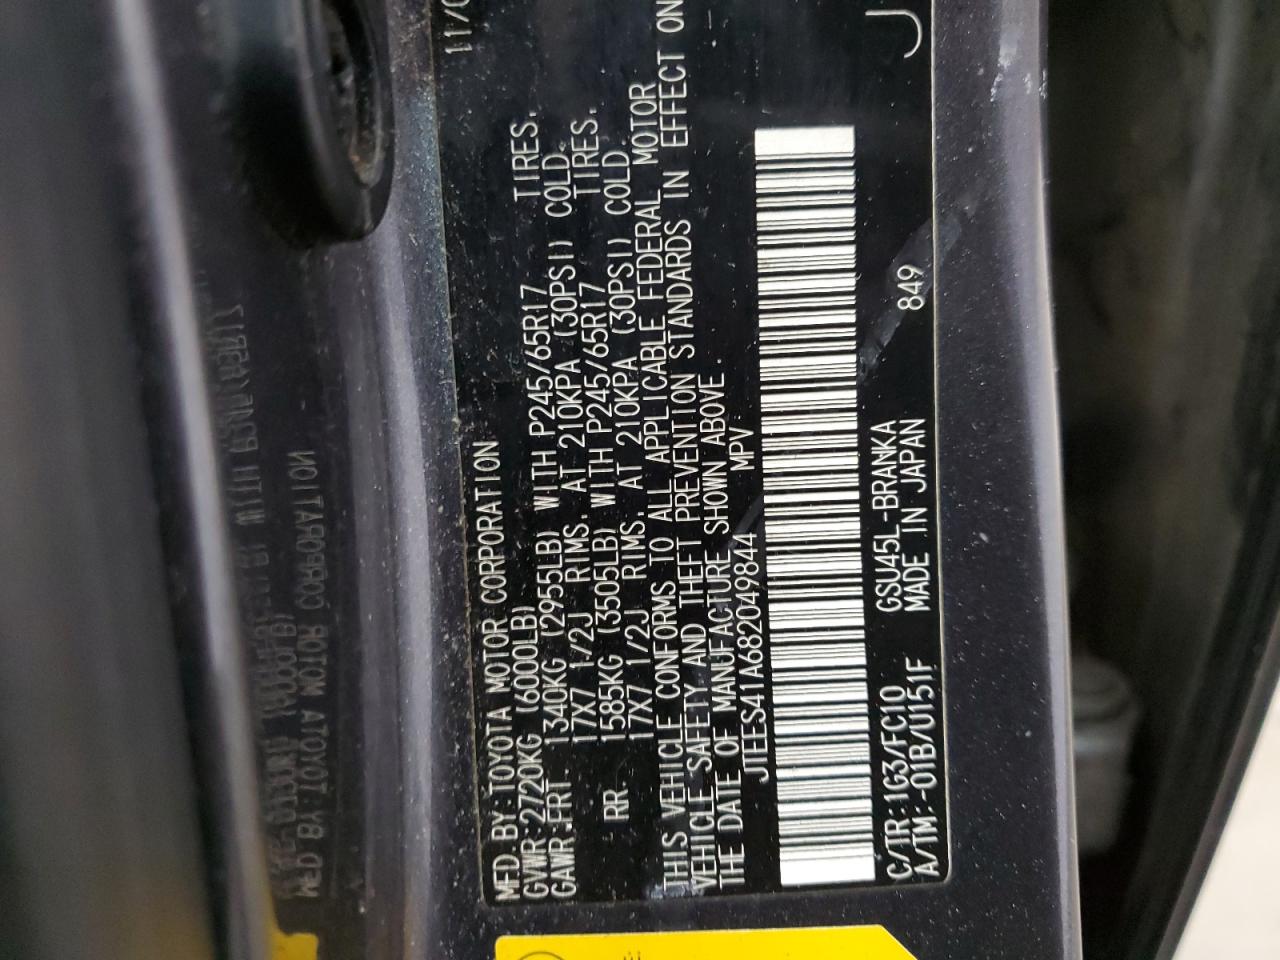 MFD.BY:TOYOTA MOTOR CORPORATION 11/0
GVWR:2720KG (6000LB)
GAWR:FRT. 1340KG (2955LB) WITH P245/65R17 TIRES.
17X7 1/2J RIMS. AT 210KPA (30PSI) COLD.
RR. 1585KG (3505LB) WITH P245/65R17 TIRES.
17X7 1/2J RIMS. AT 210KPA (30PSI) COLD.
THIS VEHICLE CONFORMS TO ALL APPLICABLE FEDERAL MOTOR
VEHICLE SAFETY AND THEFT PREVENTION STANDARDS IN EFFECT ON
THE DATE OF MANUFACTURE SHOWN ABOVE.
JTEES41A682049844 MPV
C/TR:1G3/FC10 GSU45L-BRANKA
A/TM:-01B/U151F MADE IN JAPAN 849 J